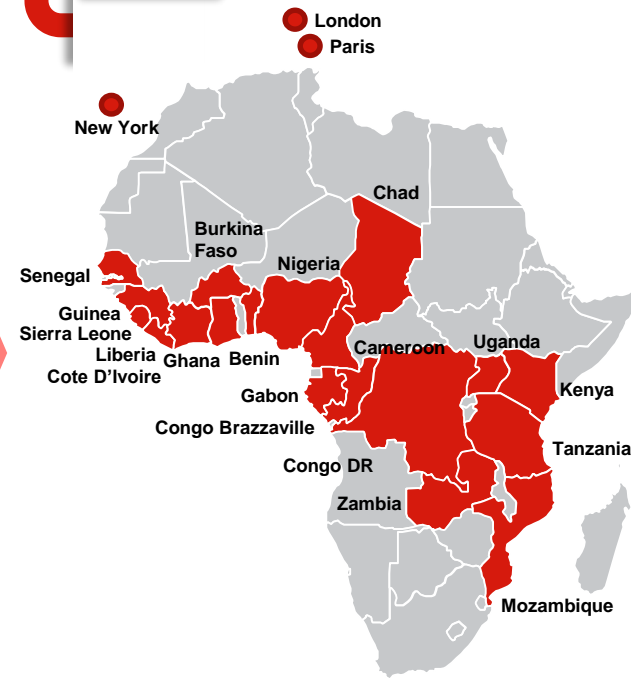 London
Paris
New York
Chad
Burkina
Faso
Nigeria
Senegal
Guinea
Sierra Leone
Liberia
Ghana
Benin
Cote D’Ivoire
Cameroon
Uganda
Gabon
Kenya
Congo Brazzaville
Tanzania
Congo DR
Zambia
Mozambique